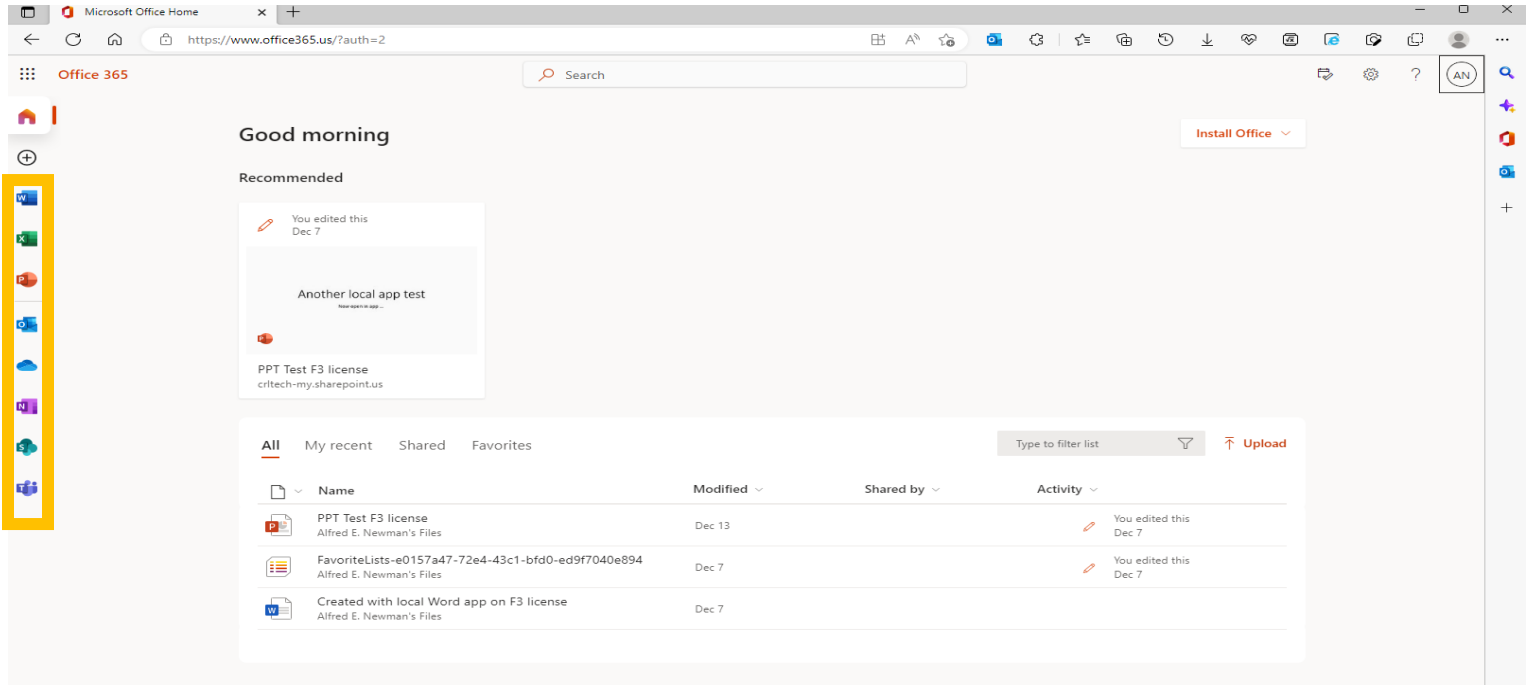 Microsoft Office Home
https://www.office365.us/?auth=2
Office 365
Search
AN
Good morning
Install Office
Recommended
You edited this
Dec 7
Another local app test
Now open in app ...
PPT Test F3 license
crltech-my.sharepoint.us
All My recent Shared Favorites
Type to filter list
Upload
Name Modified Shared by Activity
PPT Test F3 license
Alfred E. Newman's Files
Dec 13
You edited this
Dec 7
FavoriteLists-e0157a47-72e4-43c1-bfd0-ed9f7040e894
Alfred E. Newman's Files
Dec 7
You edited this
Dec 7
Created with local Word app on F3 license
Alfred E. Newman's Files
Dec 7